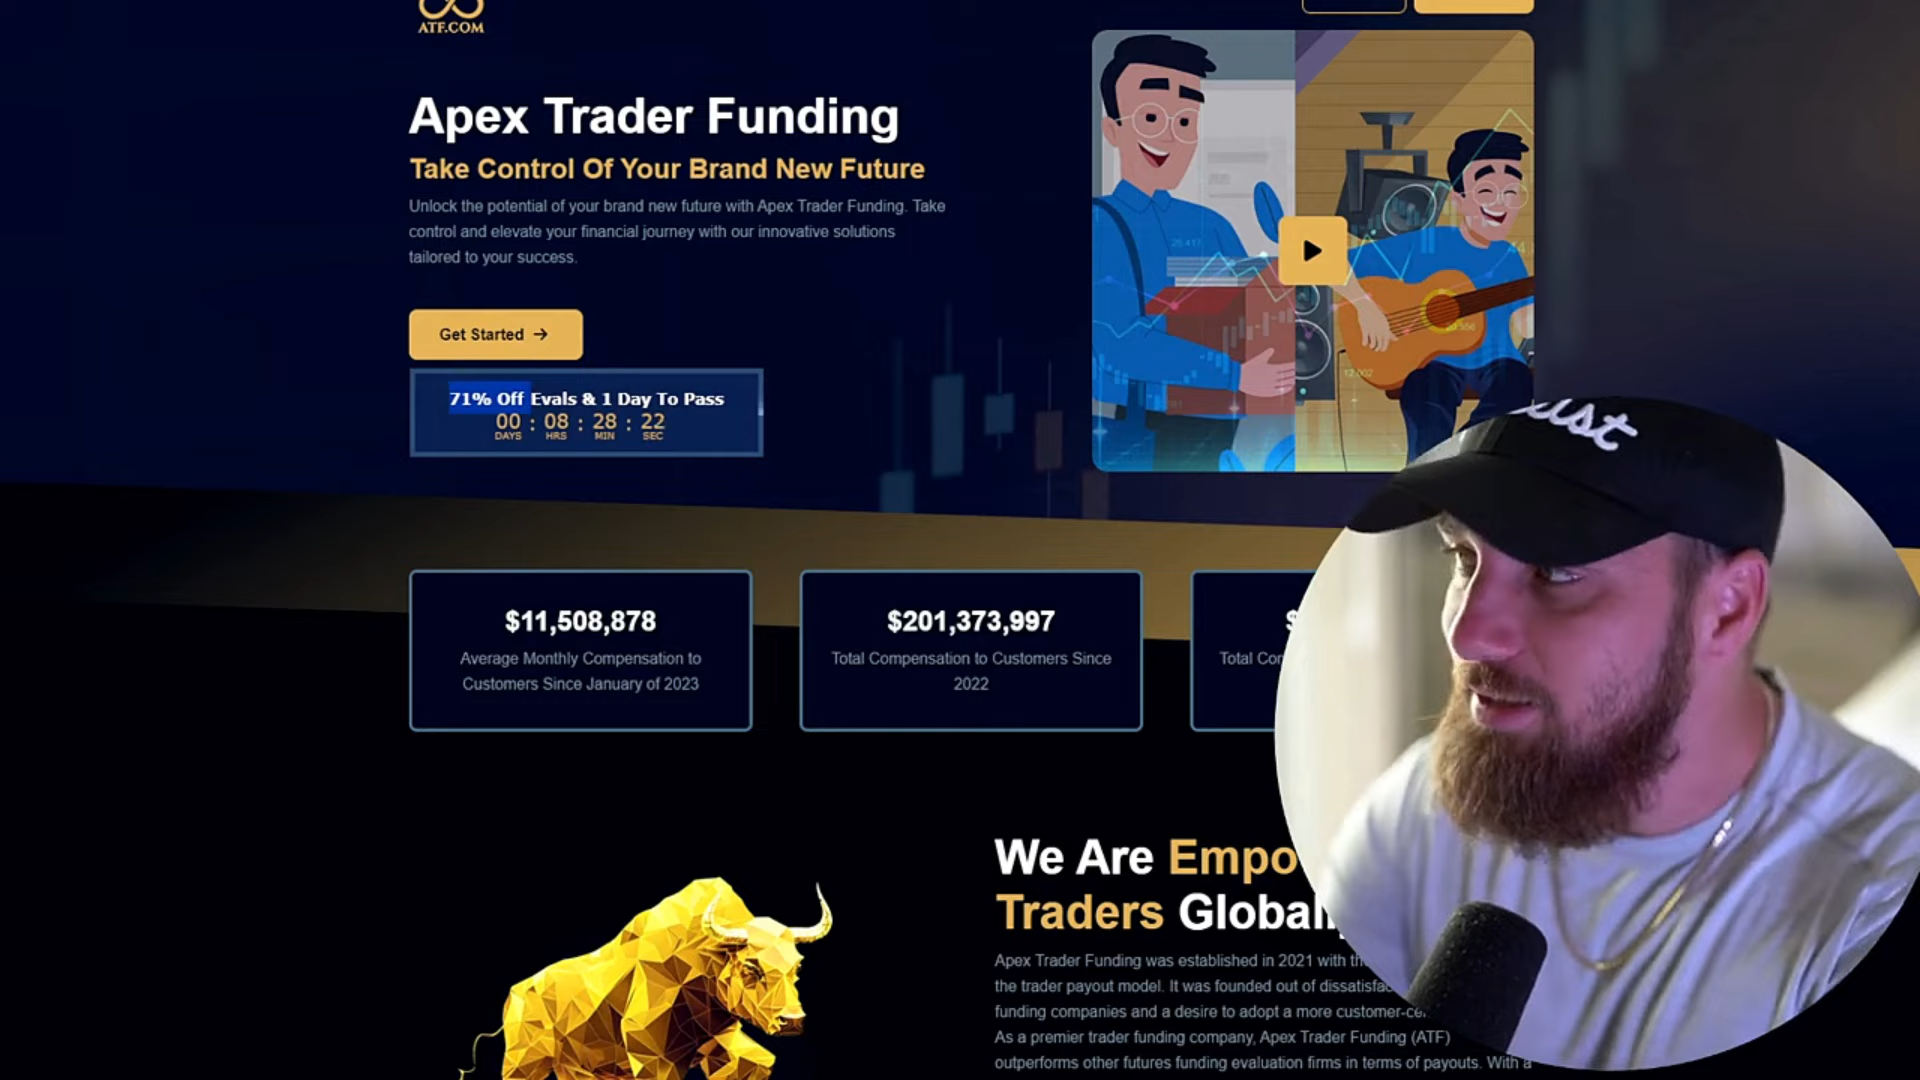 ATF.COM
Apex Trader Funding
Take Control Of Your Brand New Future
Unlock the potential of your brand new future with Apex Trader Funding. Take
control and elevate your financial journey with our innovative solutions
tailored to your success.
Get Started →
71% Off Evals & 1 Day To Pass
00 : 08 : 28 : 22
DAYS HRS MIN SEC
$11,508,878
Average Monthly Compensation to
Customers Since January of 2023
$201,373,997
Total Compensation to Customers Since
2022
$
Total
We Are
Traders
Apex Trader Funding was established in 2021 with
the trader payout model. It was founded out of
funding companies and a desire to adopt a more
As a premier trader funding company, Apex Trader Funding (ATF)
outperforms other futures funding evaluation firms in terms of payouts. With a